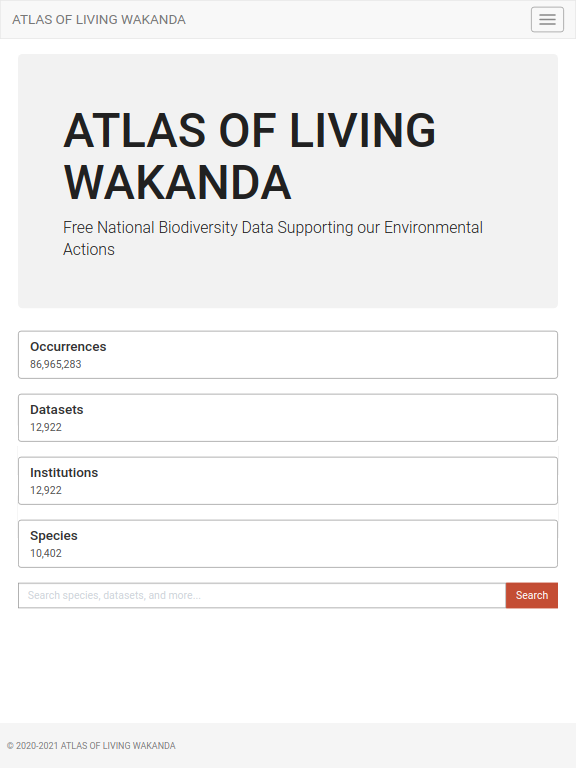 ATLAS OF LIVING WAKANDA
ATLAS OF LIVING
WAKANDA
Free National Biodiversity Data Supporting our Environmental
Actions
Occurrences
86,965,283
Datasets
12,922
Institutions
12,922
Species
10,402
Search species, datasets, and more...
Search
© 2020-2021 ATLAS OF LIVING WAKANDA